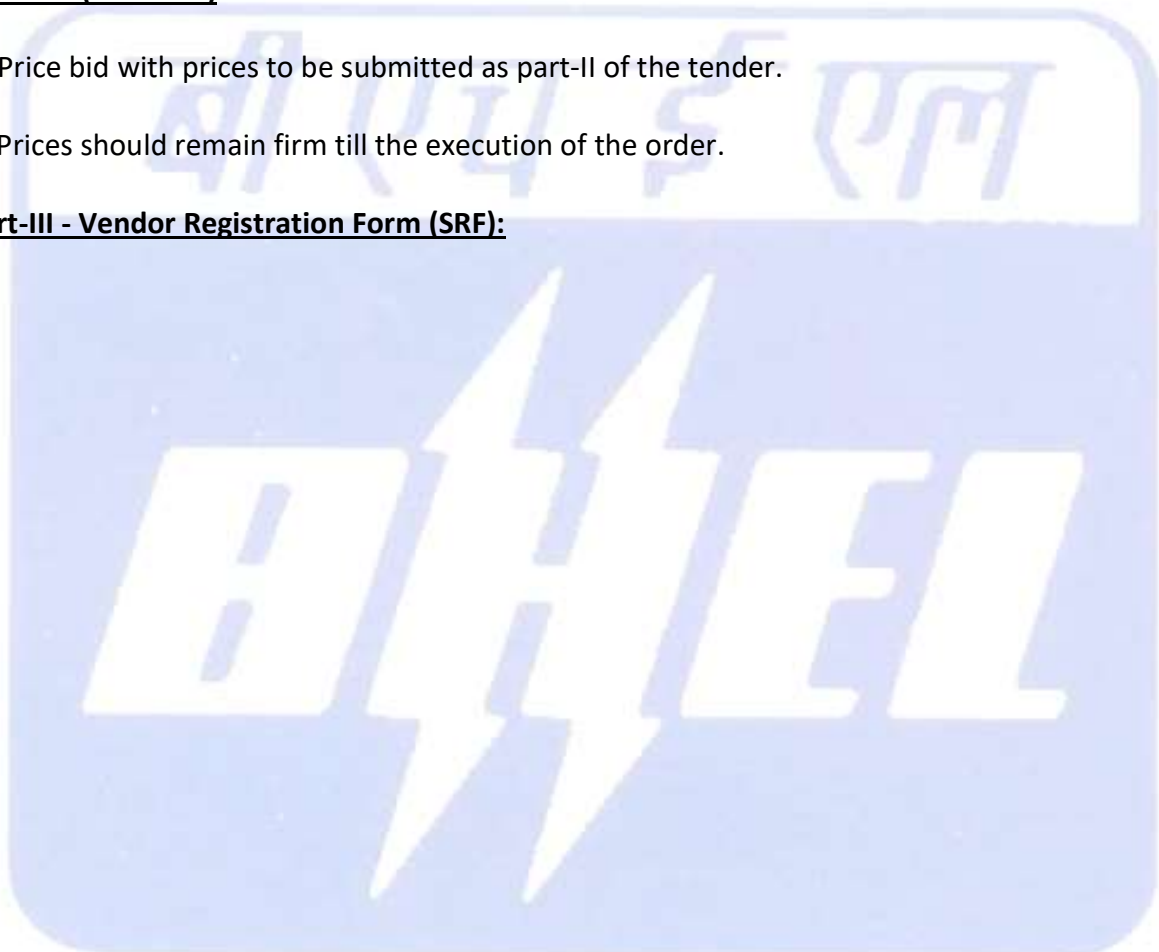 बी एच ई एल
Price bid with prices to be submitted as part-II of the tender.
Prices should remain firm till the execution of the order.
rt-III - Vendor Registration Form (SRF):
BHEL